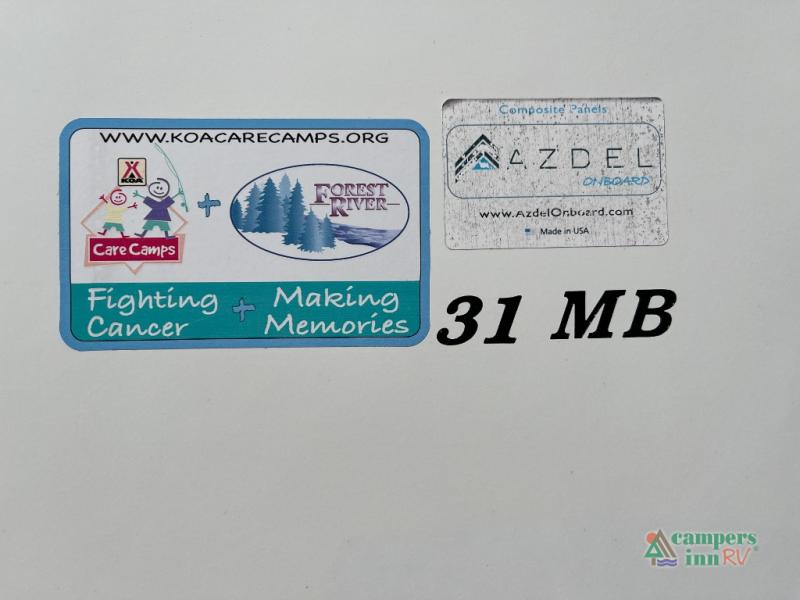 WWW.KOACARECAMPS.ORG
KOA
Care Camps
+
FOREST
RIVER
Fighting + Making
Cancer Memories
Composite Panels
AZDEL
ONBOARD
www.AzdelOnboard.com
Made in USA
31 MB
campers
inn RV®